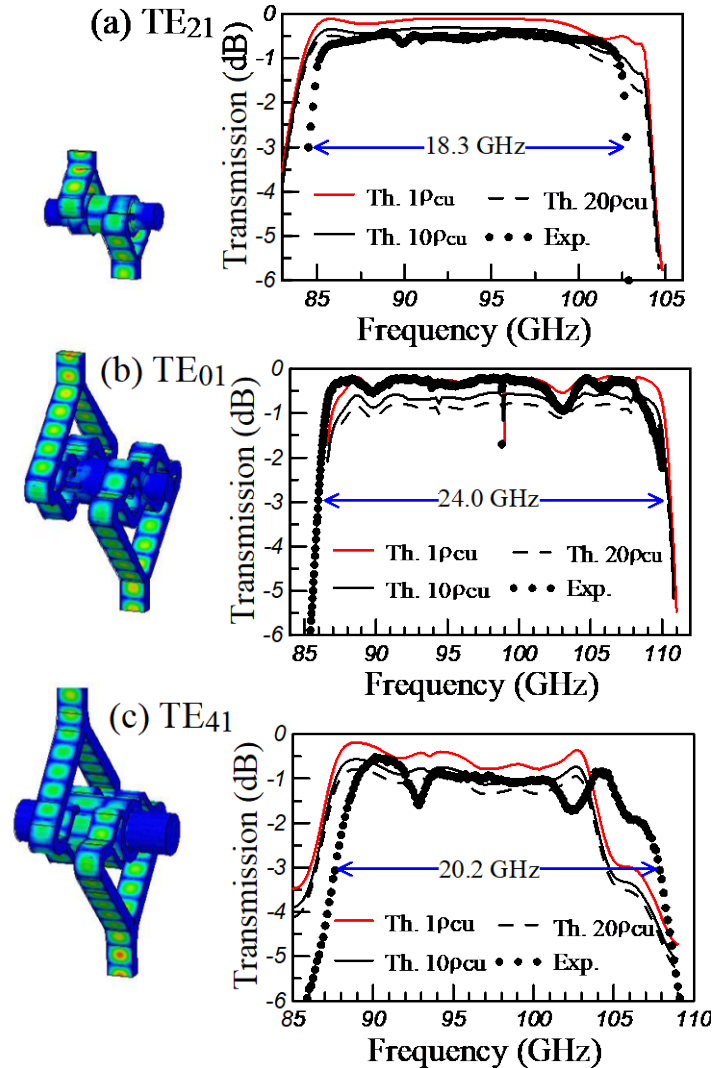 (a) TE21
Transmission (dB)
-0
-1
-2
-3
-4
-5
-6
18.3 GHz
Th. 1ρcu
Th. 20ρcu
Th. 10ρcu
Exp.
85 90 95 100 105
Frequency (GHz)
(b) TE01
Transmission (dB)
0
-1
-2
-3
-4
-5
-6
24.0 GHz
Th. 1ρcu
Th. 20ρcu
Th. 10ρcu
Exp.
85 90 95 100 105 110
Frequency (GHz)
(c) TE41
Transmission (dB)
0
-1
-2
-3
-4
-5
-6
20.2 GHz
Th. 1ρcu
Th. 20ρcu
Th. 10ρcu
Exp.
85 90 95 100 105 110
Frequency (GHz)